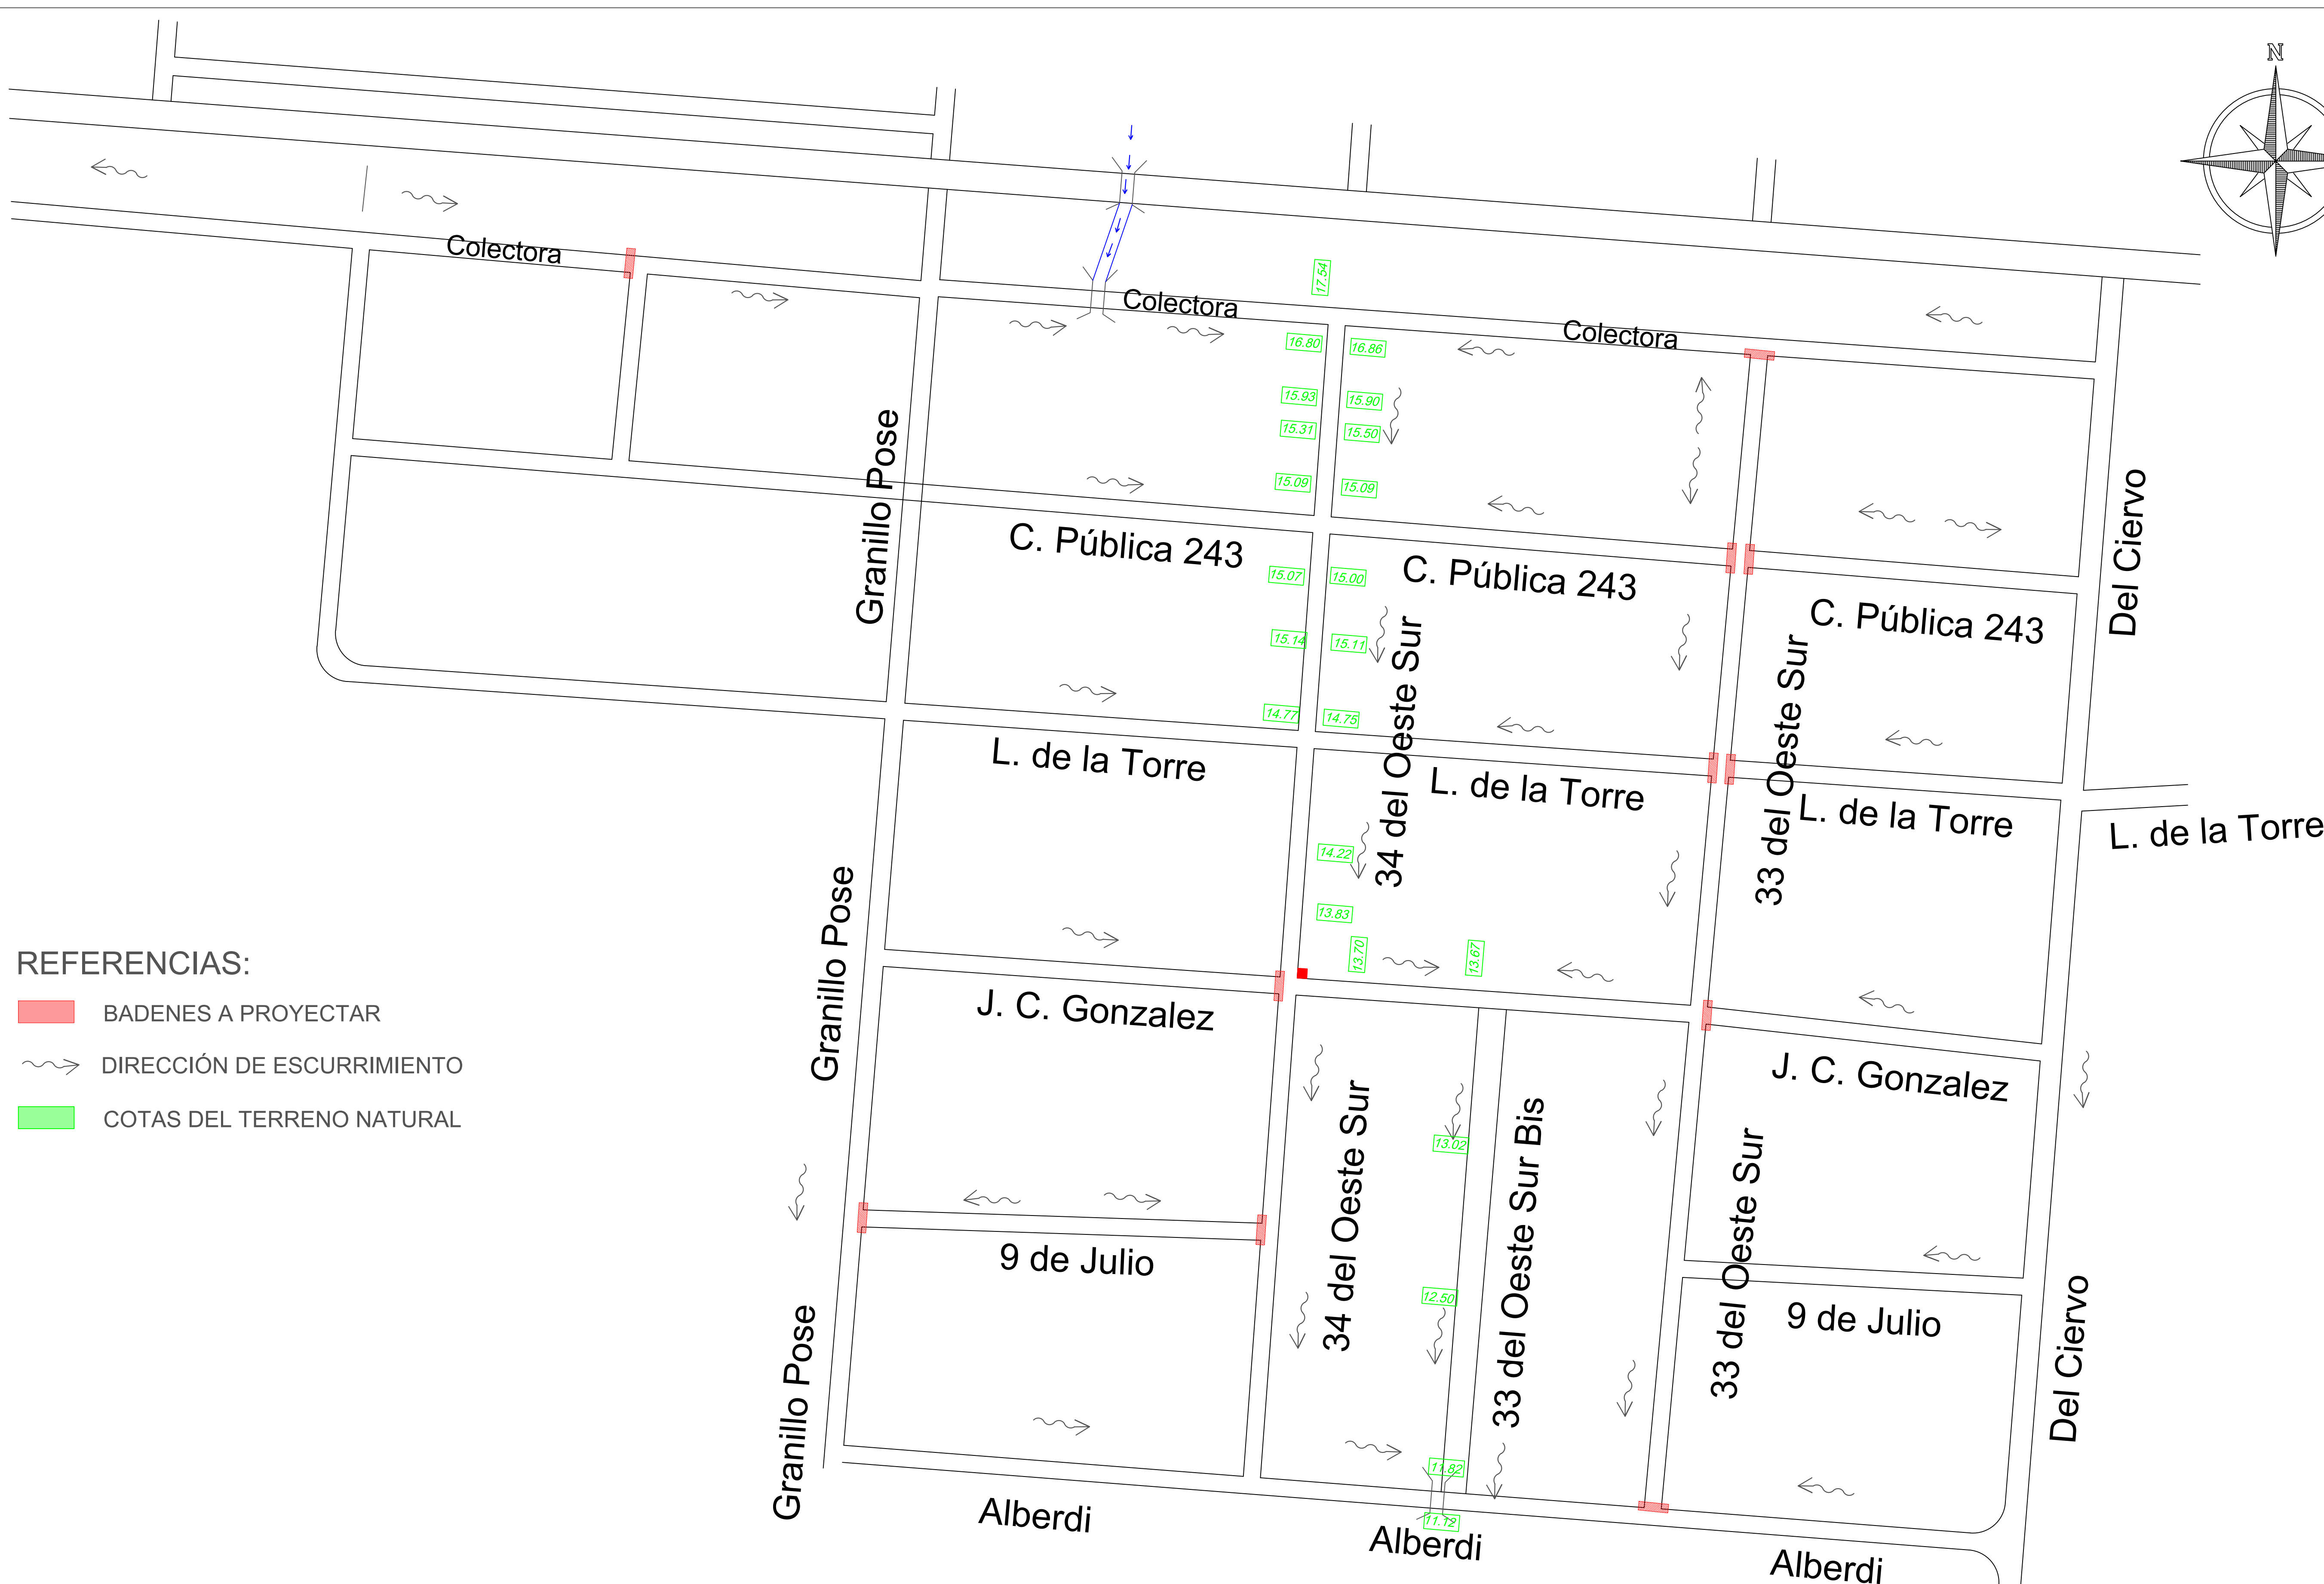 N
Colectora
17.54
Colectora
Colectora
16.80
16.86
15.93
15.90
15.31
15.50
15.09
15.09
Granillo Pose
Del Ciervo
C. Pública 243
C. Pública 243
C. Pública 243
15.07
15.00
15.14
15.11
34 del Oeste Sur
33 del Oeste Sur
14.77
14.75
L. de la Torre
L. de la Torre
L. de la Torre
L. de la Torre
14.22
13.83
13.70
13.67
Granillo Pose
REFERENCIAS:
BADENES A PROYECTAR
DIRECCIÓN DE ESCURRIMIENTO
COTAS DEL TERRENO NATURAL
J. C. Gonzalez
J. C. Gonzalez
13.02
34 del Oeste Sur
33 del Oeste Sur Bis
33 del Oeste Sur
9 de Julio
9 de Julio
12.50
Granillo Pose
Del Ciervo
11.82
11.12
Alberdi
Alberdi
Alberdi